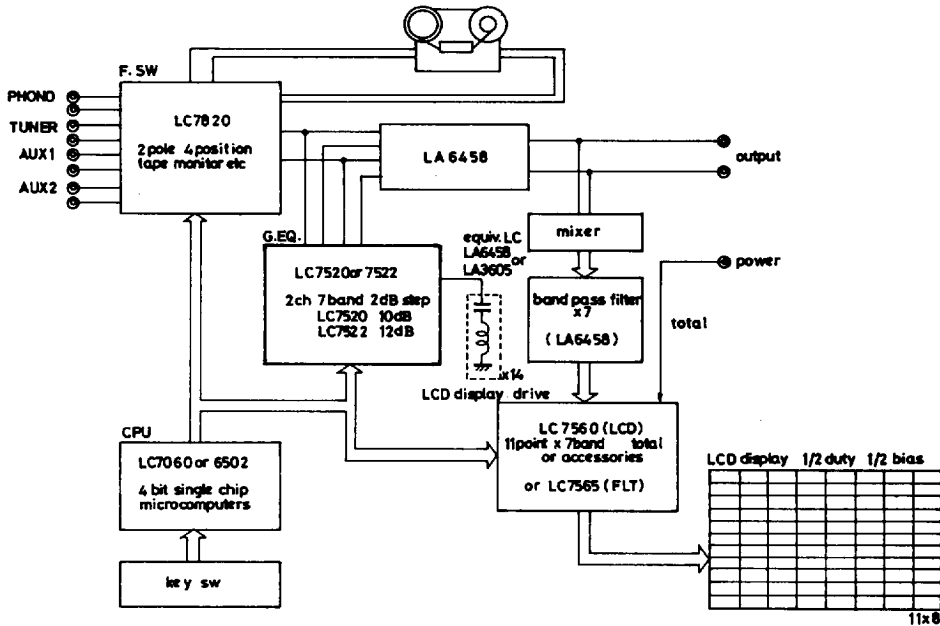 F. SW
PHONO
TUNER
AUX1
AUX2
LC7820
2pole 4position
tape monitor etc
LA6458
output
G.EQ.
LC7520or 7522
2ch 7band 2dB step
LC7520 10dB
LC7522 12dB
equiv. LC
LA6458 or
LA3605
x14
mixer
power
band pass filter
x7
(LA6458)
total
LCD display drive
CPU
LC7060 or 6502
4 bit single chip
microcomputers
key sw
LC7560 (LCD)
11point x 7band total
or accessories
or LC7565 (FLT)
LCD display 1/2 duty 1/2 bias
11x8